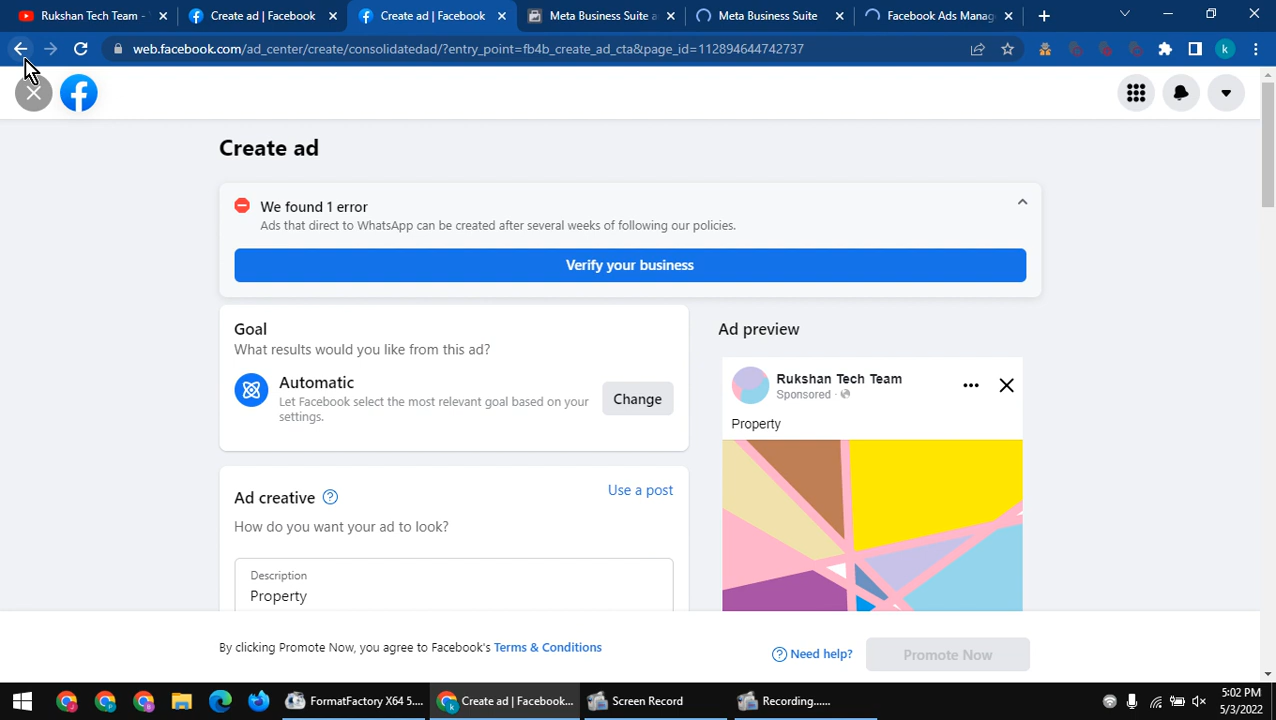 Rukshan Tech Team -
Create ad | Facebook
Create ad | Facebook
Meta Business Suite a
Meta Business Suite
Facebook Ads Manag
web.facebook.com/ad_center/create/consolidatedad/?entry_point=fb4b_create_ad_cta&page_id=112894644742737
k
Create ad
We found 1 error
Ads that direct to WhatsApp can be created after several weeks of following our policies.
Verify your business
Goal
What results would you like from this ad?
Automatic
Let Facebook select the most relevant goal based on your
settings.
Change
Ad preview
Rukshan Tech Team
Sponsored ·
Property
Ad creative
Use a post
How do you want your ad to look?
Description
Property
By clicking Promote Now, you agree to Facebook's Terms & Conditions
Need help?
Promote Now
FormatFactory X64 5....
Create ad | Facebook...
Screen Record
Recording......
5:02 PM
5/3/2022